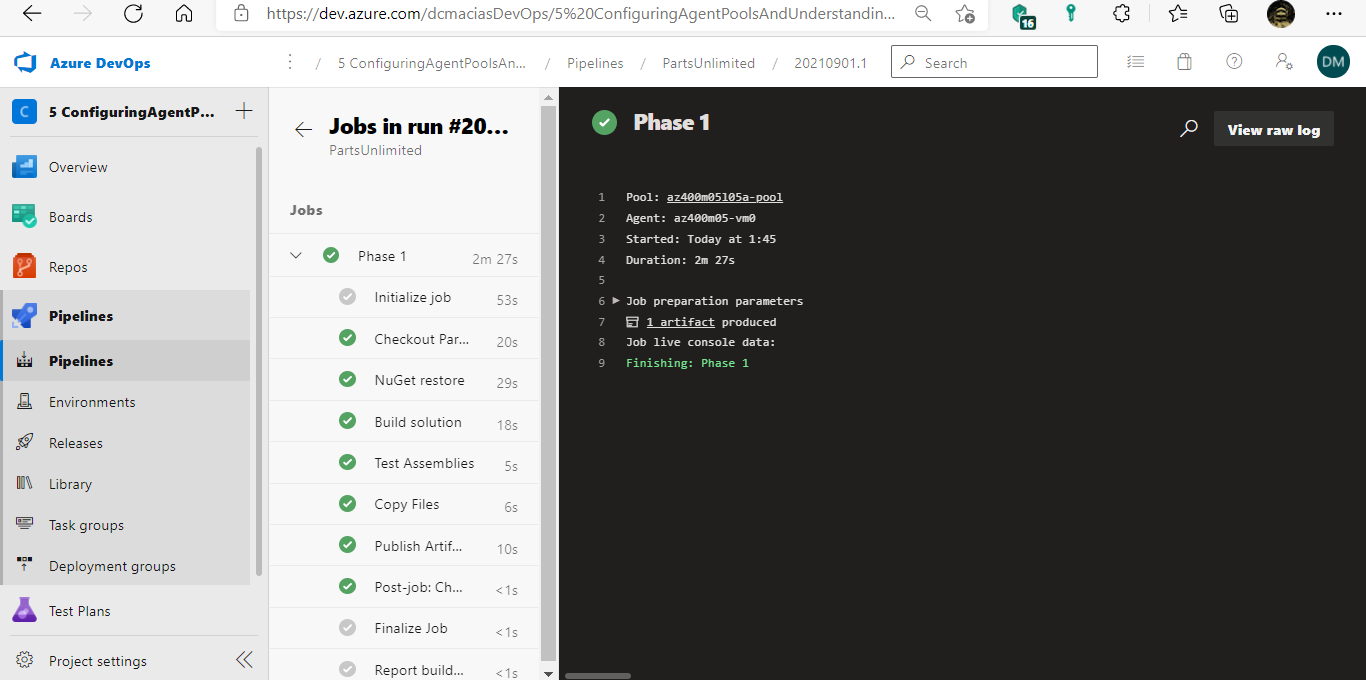 https://dev.azure.com/dcmaciasDevOps/5%20ConfiguringAgentPoolsAndUnderstandin...
16
Azure DevOps
/ 5 ConfiguringAgentPoolsAn... / Pipelines / PartsUnlimited / 20210901.1
Search
DM
C
5 ConfiguringAgentP...
Overview
Boards
Repos
Pipelines
Pipelines
Environments
Releases
Library
Task groups
Deployment groups
Test Plans
Project settings
Jobs in run #20...
PartsUnlimited
Jobs
Phase 1 2m 27s
Initialize job 53s
Checkout Par... 20s
NuGet restore 29s
Build solution 18s
Test Assemblies 5s
Copy Files 6s
Publish Artif... 10s
Post-job: Ch... <1s
Finalize Job <1s
Report build... <1s
Phase 1
View raw log
1 Pool: az400m05l05a-pool
2 Agent: az400m05-vm0
3 Started: Today at 1:45
4 Duration: 2m 27s
5
6 Job preparation parameters
7 1 artifact produced
8 Job live console data:
9 Finishing: Phase 1